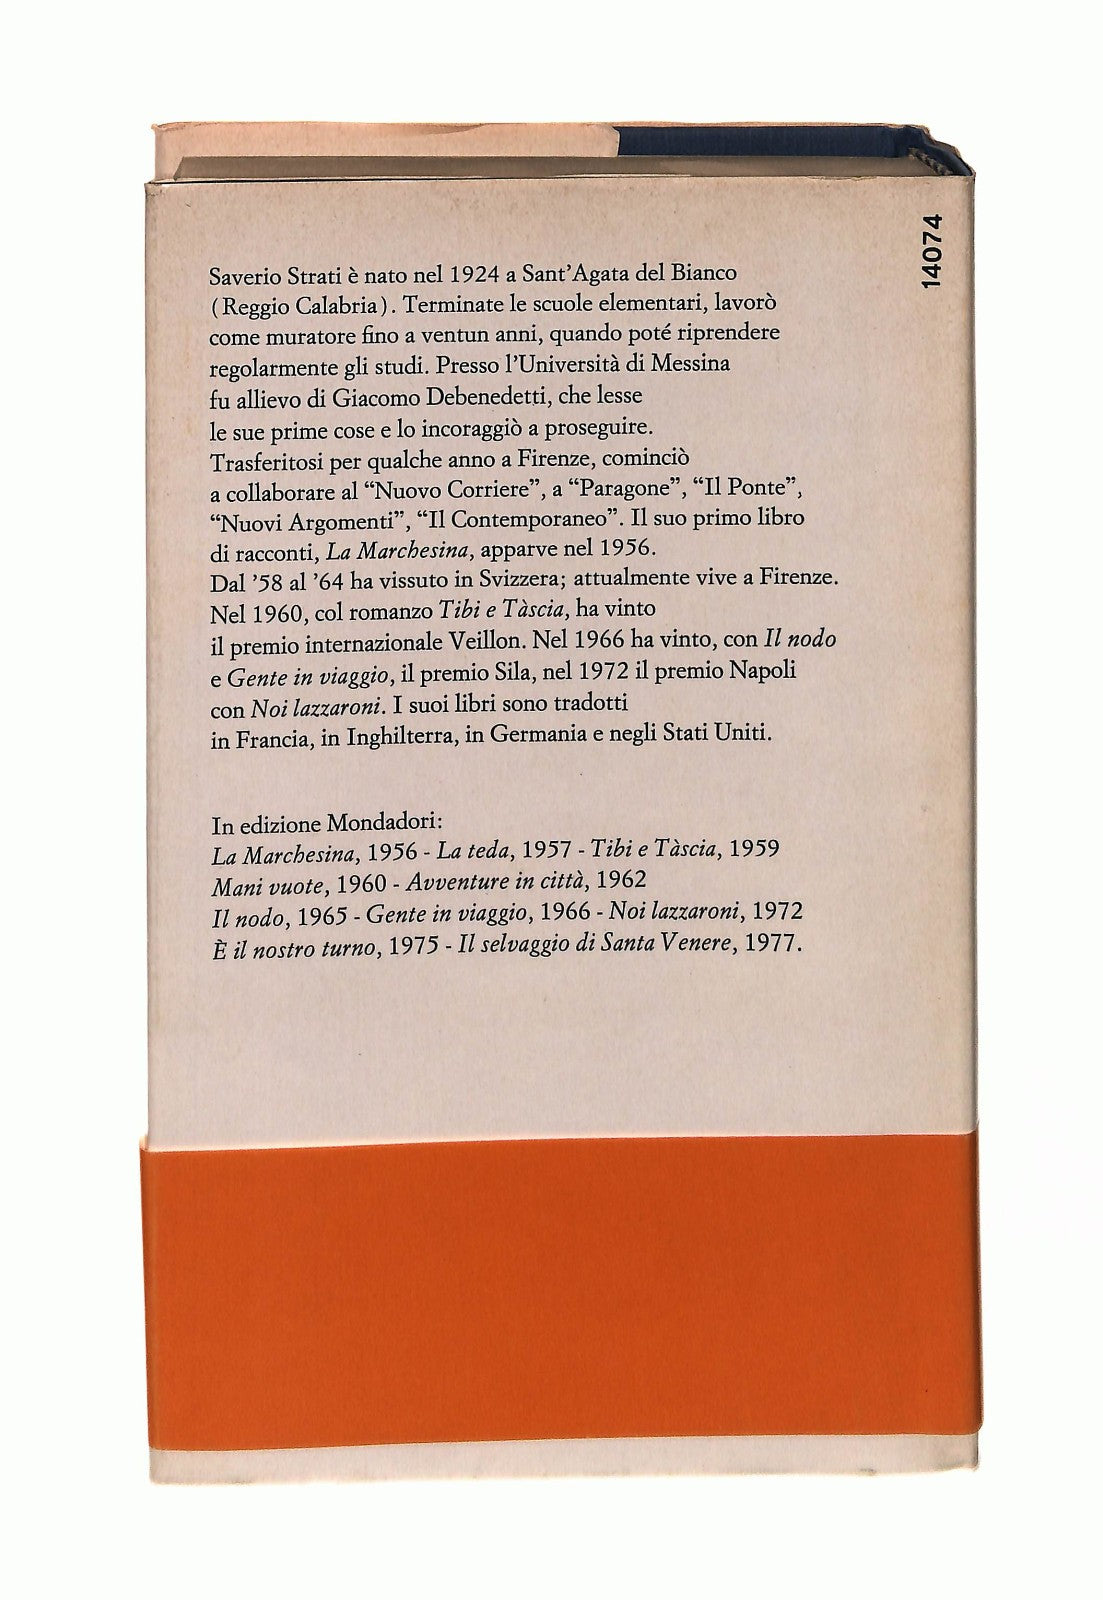 14074
Saverio Strati è nato nel 1924 a Sant'Agata del Bianco
(Reggio Calabria). Terminate le scuole elementari, lavorò
come muratore fino a ventun anni, quando poté riprendere
regolarmente gli studi. Presso l'Università di Messina
fu allievo di Giacomo Debenedetti, che lesse
le sue prime cose e lo incoraggiò a proseguire.
Trasferitosi per qualche anno a Firenze, cominciò
a collaborare al “Nuovo Corriere”, a “Paragone”, “Il Ponte”,
“Nuovi Argomenti”, “Il Contemporaneo”. Il suo primo libro
di racconti, La Marchesina, apparve nel 1956.
Dal ’58 al ’64 ha vissuto in Svizzera; attualmente vive a Firenze.
Nel 1960, col romanzo Tibi e Tàscia, ha vinto
il premio internazionale Veillon. Nel 1966 ha vinto, con Il nodo
e Gente in viaggio, il premio Sila, nel 1972 il premio Napoli
con Noi lazzaroni. I suoi libri sono tradotti
in Francia, in Inghilterra, in Germania e negli Stati Uniti.
In edizione Mondadori:
La Marchesina, 1956 - La teda, 1957 - Tibi e Tàscia, 1959
Mani vuote, 1960 - Avventure in città, 1962
Il nodo, 1965 - Gente in viaggio, 1966 - Noi lazzaroni, 1972
È il nostro turno, 1975 - Il selvaggio di Santa Venere, 1977.